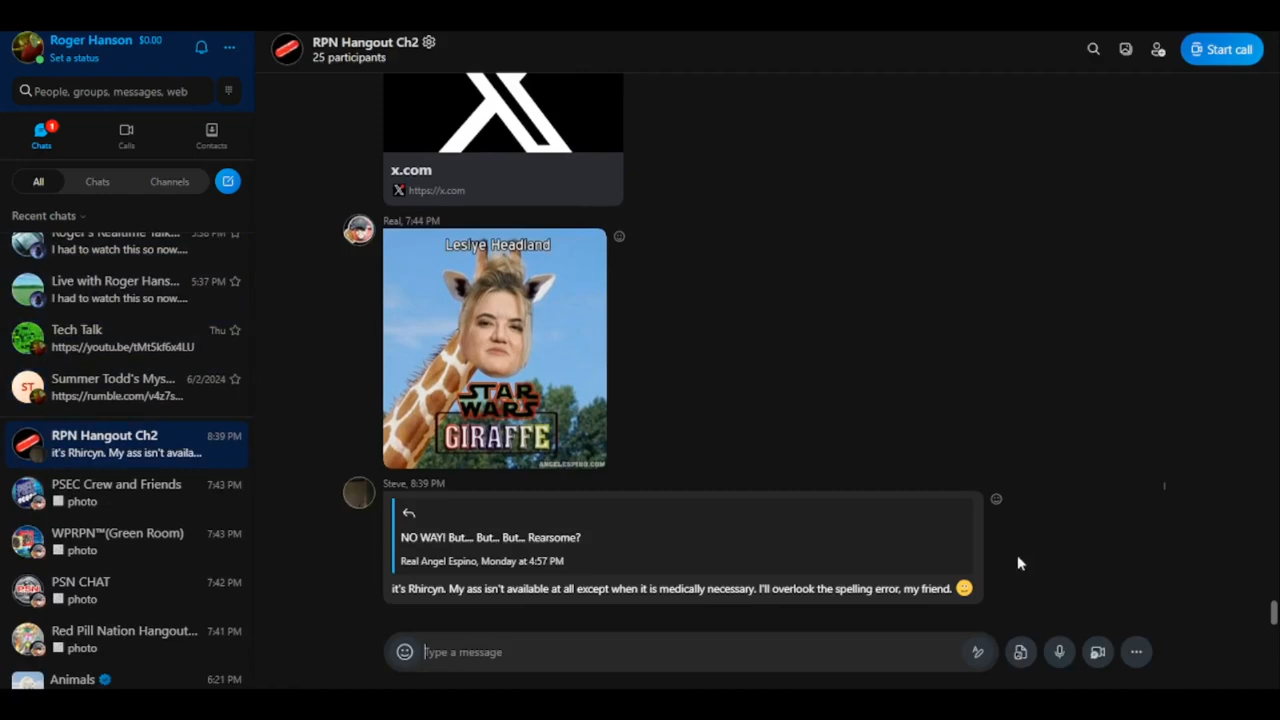 Roger Hanson $0.00
Set a status
People, groups, messages, web
Chats 1
Calls
Contacts
All
Chats
Channels
Recent chats
Roger's Realtime Talk... 5:38 PM
I had to watch this so now....
Live with Roger Hans... 5:37 PM
I had to watch this so now....
Tech Talk Thu
https://youtu.be/tMt5kf6x4LU
ST
Summer Todd's Mys... 6/2/2024
https://rumble.com/v4z7s...
RPN Hangout Ch2 8:39 PM
it's Rhircyn. My ass isn't availa...
PSEC Crew and Friends 7:43 PM
photo
WPRPN™(Green Room) 7:43 PM
photo
PSN CHAT 7:42 PM
photo
Red Pill Nation Hangout... 7:41 PM
photo
Animals 6:21 PM
RPN Hangout Ch2
25 participants
Start call
x.com
https://x.com
Real, 7:44 PM
Leslye Headland
STAR
WARS
GIRAFFE
ANGELESPINO.COM
Steve, 8:39 PM
NO WAY! But.... But... But... Rearsome?
Real Angel Espino, Monday at 4:57 PM
it's Rhircyn. My ass isn't available at all except when it is medically necessary. I'll overlook the spelling error, my friend.
Type a message